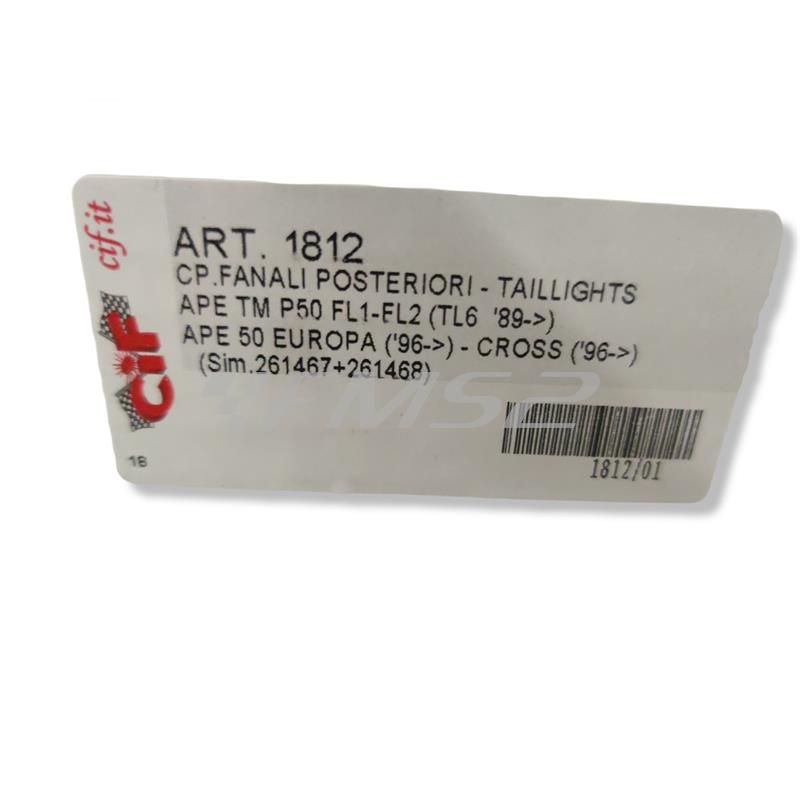 cif.it
CiF
18
ART. 1812
CP.FANALI POSTERIORI - TAILLIGHTS
APE TM P50 FL1-FL2 (TL6 '89->)
APE 50 EUROPA ('96->) - CROSS ('96->)
(Sim.261467+261468)
MS2
1812/01